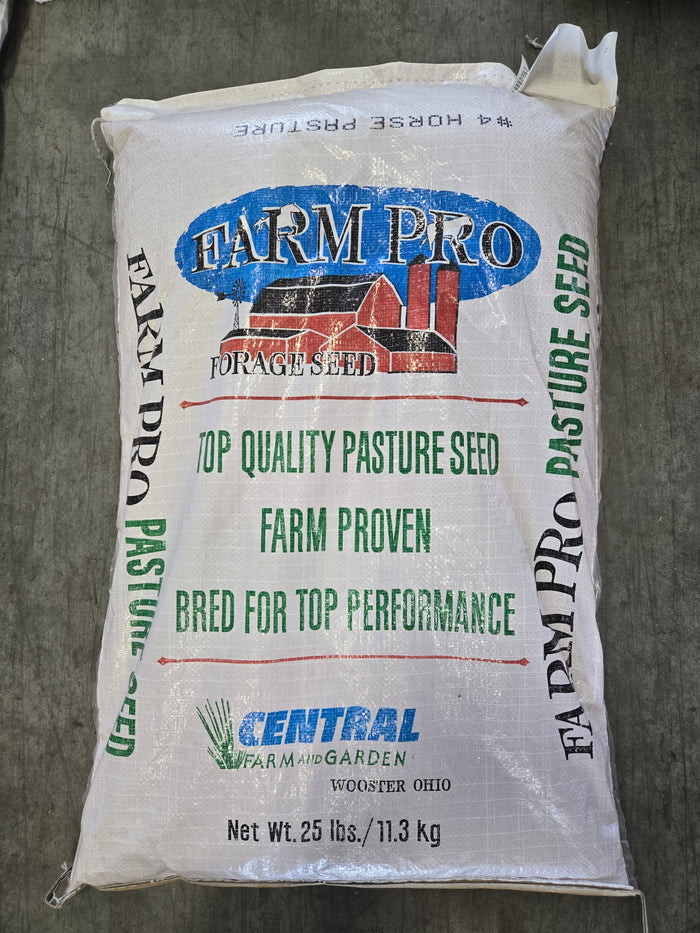 #4 HORSE PASTURE
FARM PRO
FORAGE SEED
TOP QUALITY PASTURE SEED
FARM PROVEN
BRED FOR TOP PERFORMANCE
CENTRAL
FARM AND GARDEN
WOOSTER OHIO
Net Wt. 25 lbs./11.3 kg
FARM PRO PASTURE SEED
FARM PRO PASTURE SEED